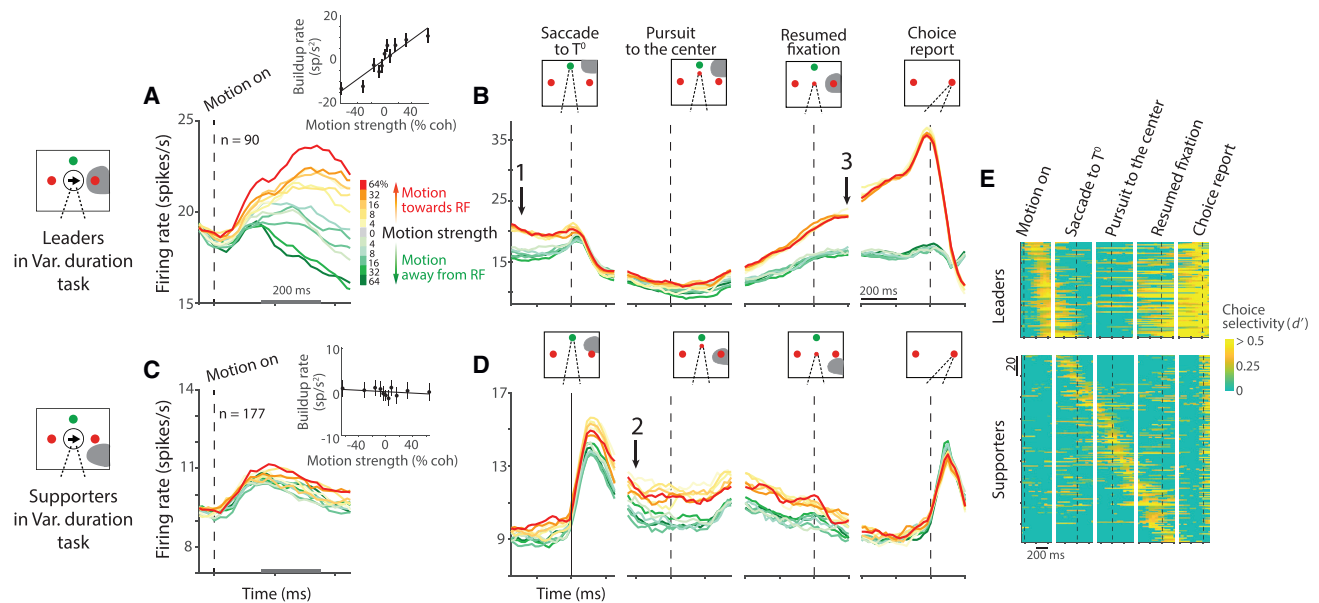 A
Motion on
n = 90
Firing rate (spikes/s)
25
20
15
200 ms
20
0
-20
Buildup rate
(sp/s²)
-40
0
40
Motion strength (% coh)
64%
32
16
8
4
0
4
8
16
32
64
Motion
towards RF
Motion strength
Motion
away from RF
Leaders
in Var. duration
task
B
Saccade
to T⁰
Pursuit
to the center
Resumed
fixation
Choice
report
35
25
15
1
3
200 ms
C
Motion on
n = 177
Firing rate (spikes/s)
14
11
8
10
0
-10
Buildup rate
(sp/s²)
-40
0
40
Motion strength (% coh)
Time (ms)
Supporters
in Var. duration
task
D
17
13
9
2
Time (ms)
E
Motion on
Saccade to T⁰
Pursuit to the center
Resumed fixation
Choice report
Leaders
20
Supporters
200 ms
Choice
selectivity (d′)
> 0.5
0.25
0